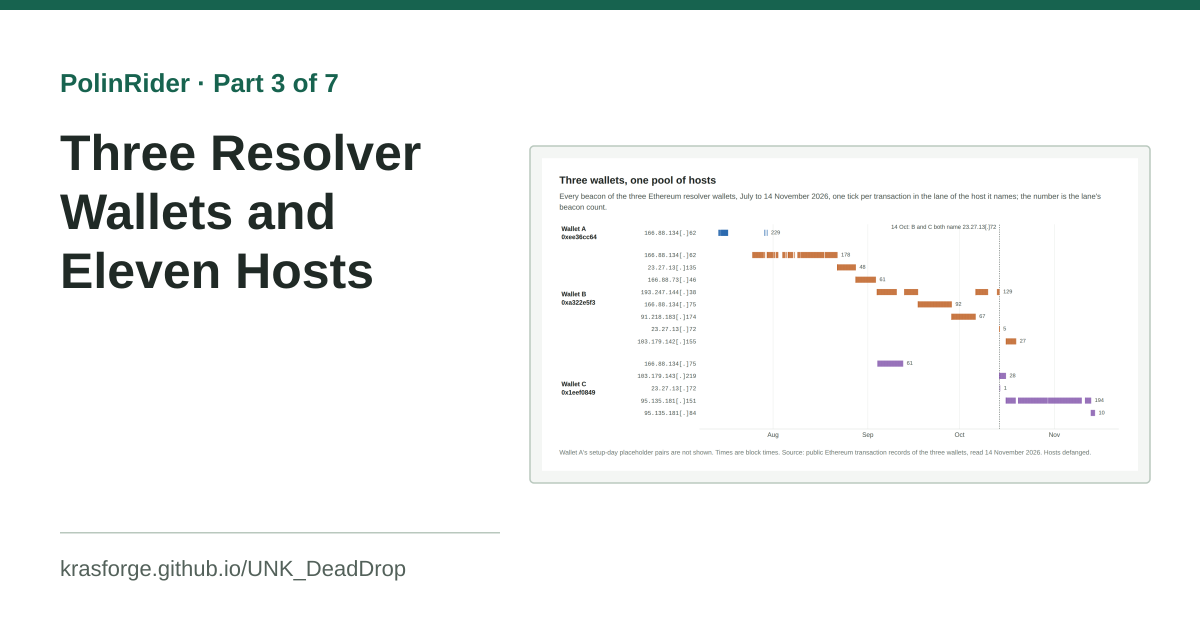 PolinRider · Part 3 of 7
Three Resolver
Wallets and
Eleven Hosts
Three wallets, one pool of hosts
Every beacon of the three Ethereum resolver wallets, July to 14 November 2026, one tick per transaction in the lane of the host it names; the number is the lane's
beacon count.
14 Oct: B and C both name 23.27.13[.]72
Wallet A
0xee36cc64
166.88.134[.]62 229
166.88.134[.]62 178
23.27.13[.]135 48
166.88.73[.]46 61
Wallet B
0xa322e5f3
193.247.144[.]38 129
166.88.134[.]75 92
91.218.183[.]174 67
23.27.13[.]72 5
103.179.142[.]155 27
166.88.134[.]75 61
103.179.143[.]219 28
Wallet C
0x1eef0849
23.27.13[.]72 1
95.135.181[.]151 194
95.135.181[.]84 10
Aug Sep Oct Nov
Wallet A's setup-day placeholder pairs are not shown. Times are block times. Source: public Ethereum transaction records of the three wallets, read 14 November 2026. Hosts defanged.
krasforge.github.io/UNK_DeadDrop